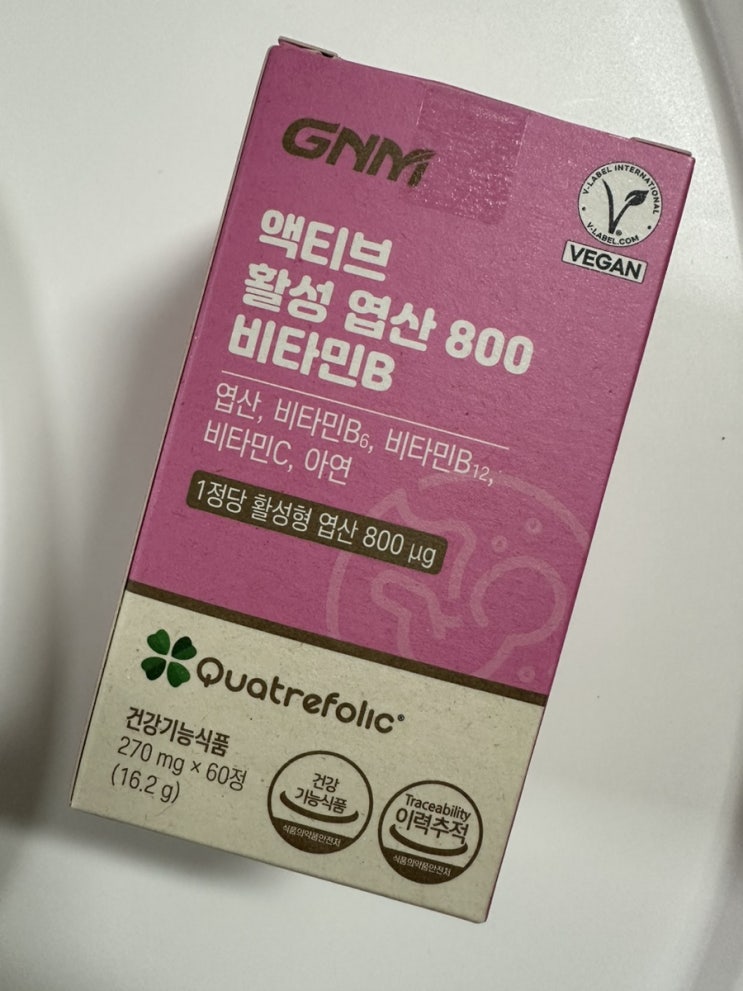 GNM
V-LABEL INTERNATIONAL
V-LABEL.COM
VEGAN
액티브
활성 엽산 800
비타민B
엽산, 비타민B₆, 비타민B₁₂,
비타민C, 아연
1정당 활성형 엽산 800 μg
Quatrefolic®
건강기능식품
270 mg × 60정
(16.2 g)
건강
기능식품
식품의약품안전처
Traceability
이력추적
식품의약품안전처